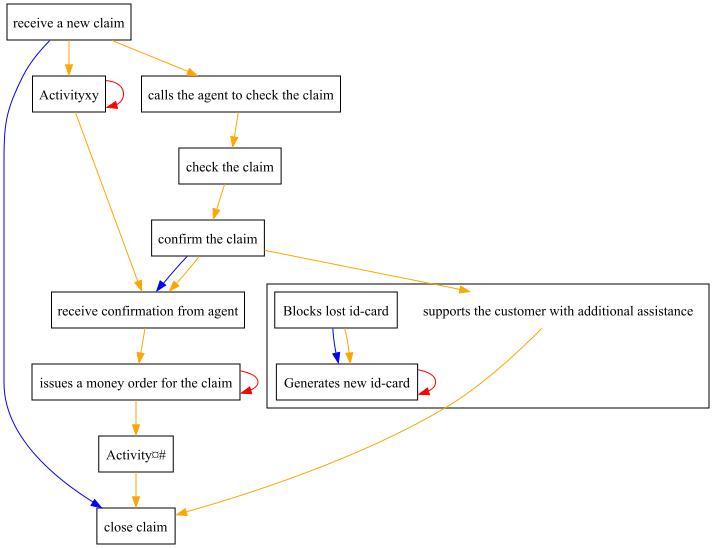 receive a new claim
Activityxy
calls the agent to check the claim
check the claim
confirm the claim
receive confirmation from agent
Blocks lost id-card
supports the customer with additional assistance
issues a money order for the claim
Generates new id-card
Activity¤#
close claim